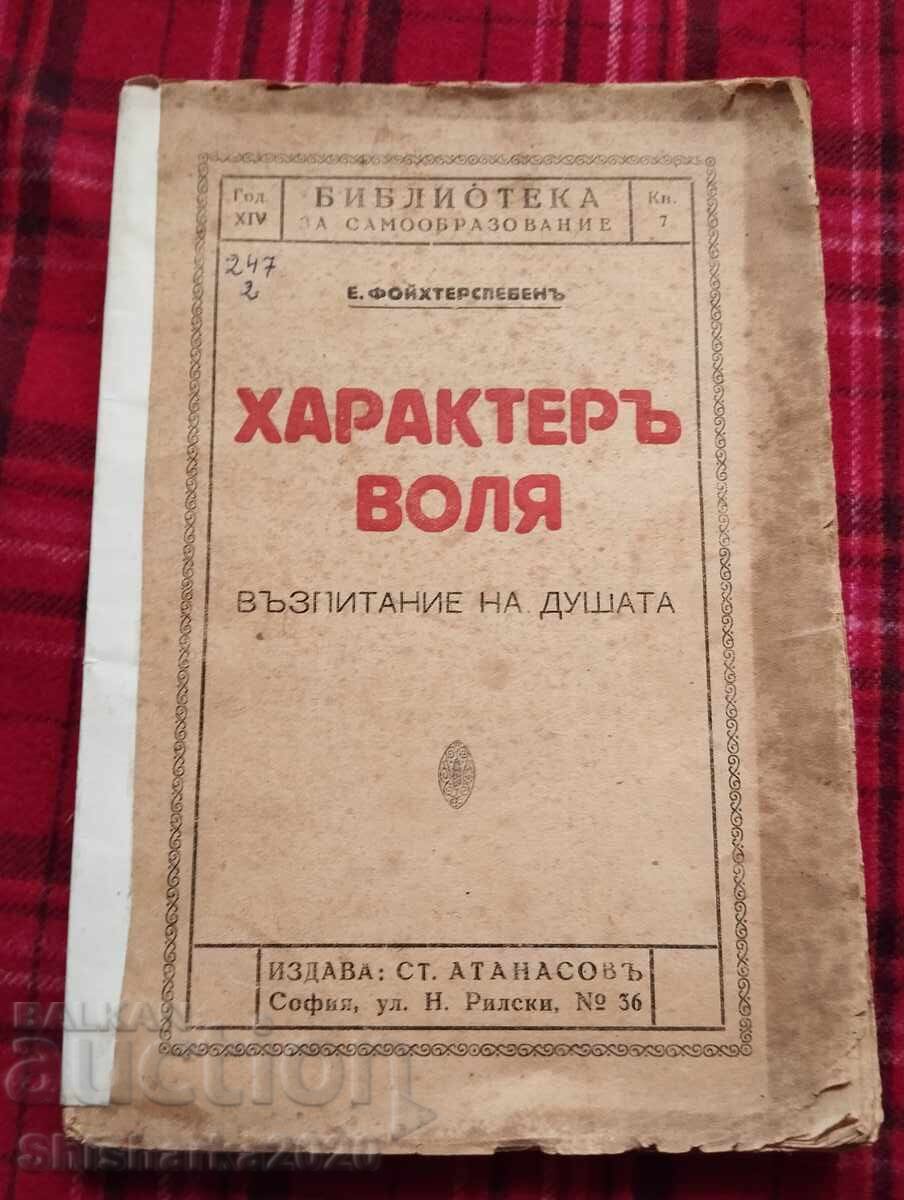 Год. XIV
БИБЛИОТЕКА
ЗА САМООБРАЗОВАНИЕ
Кн. 7
247
2
Е. ФОЙХТЕРСЛЕБЕНЪ
ХАРАКТЕРЪ
ВОЛЯ
ВЪЗПИТАНИЕ НА ДУШАТА
ИЗДАВА: СТ. АТАНАСОВЪ
София, ул. Н. Рилски, № 36
BALKAN
auction
Shisharka2020